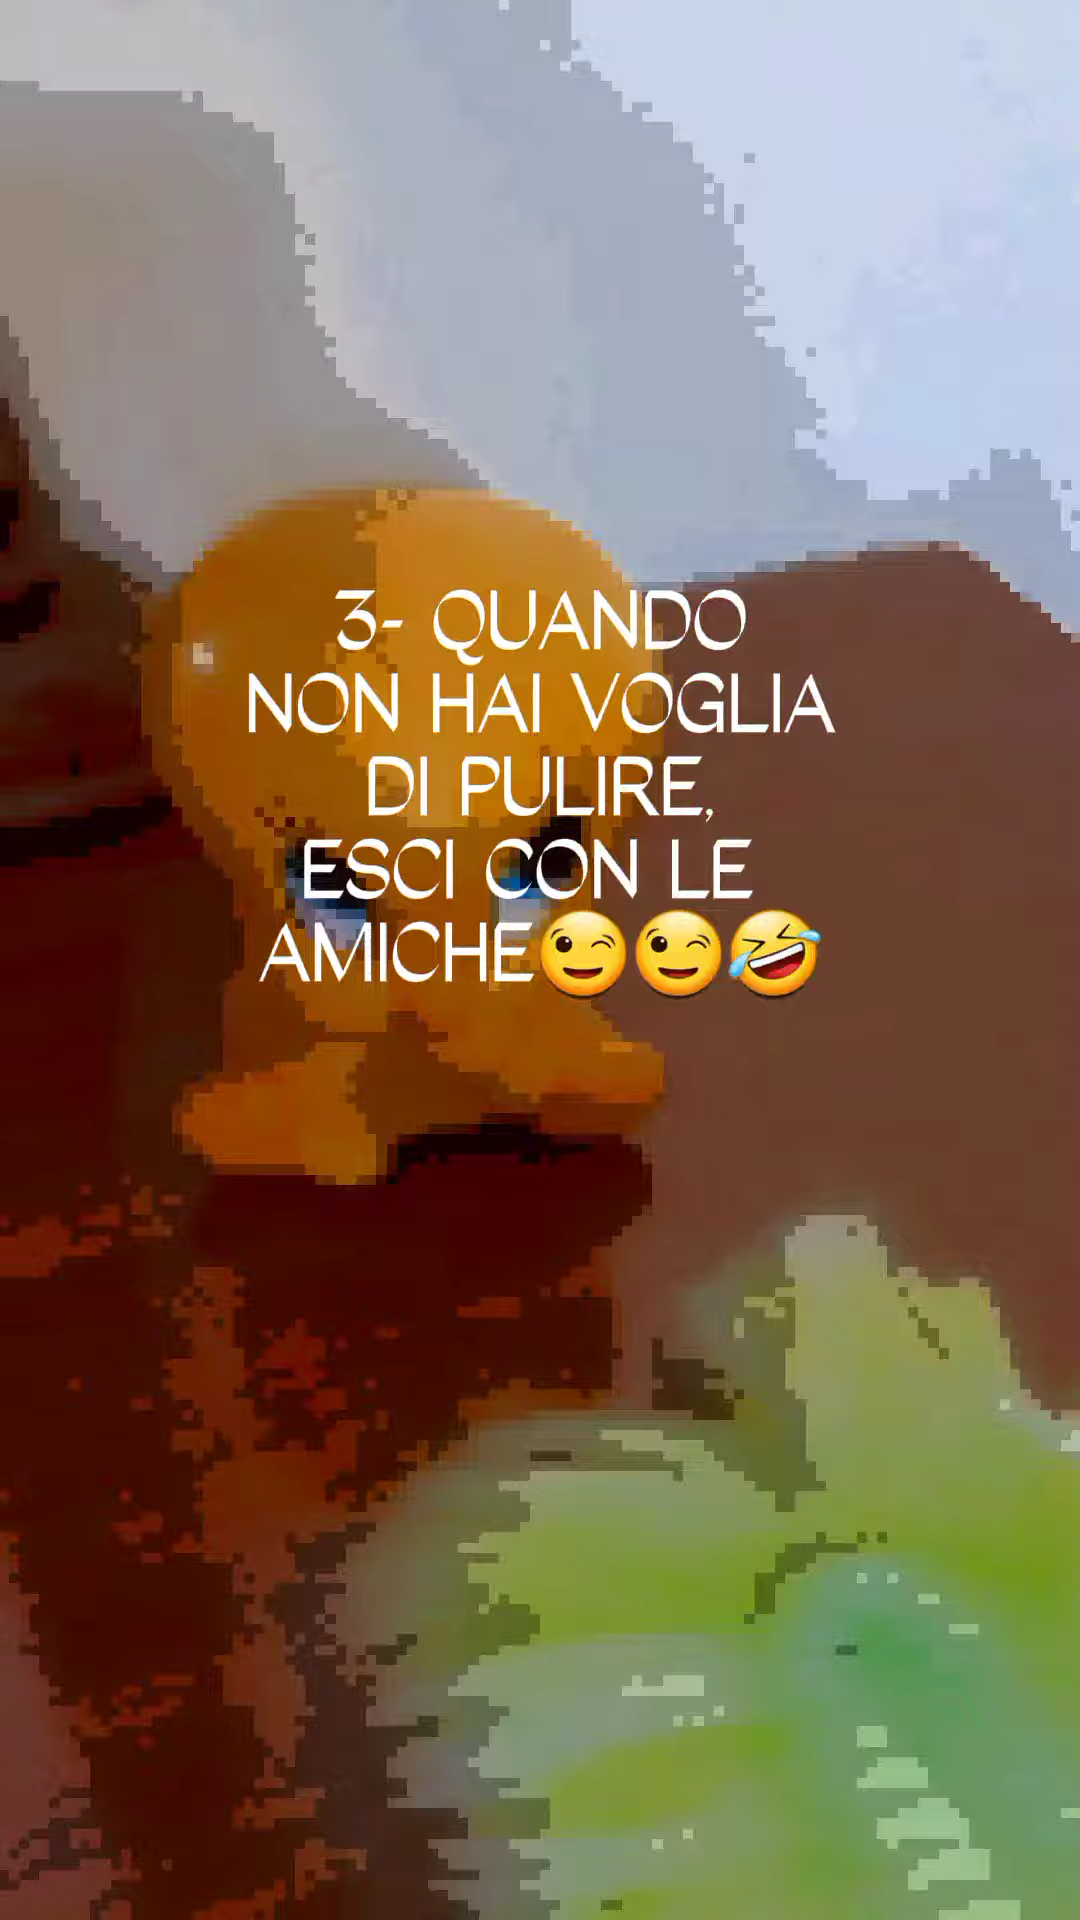 3- QUANDO
NON HAI VOGLIA
DI PULIRE,
ESCI CON LE
AMICHE😉😉🤣